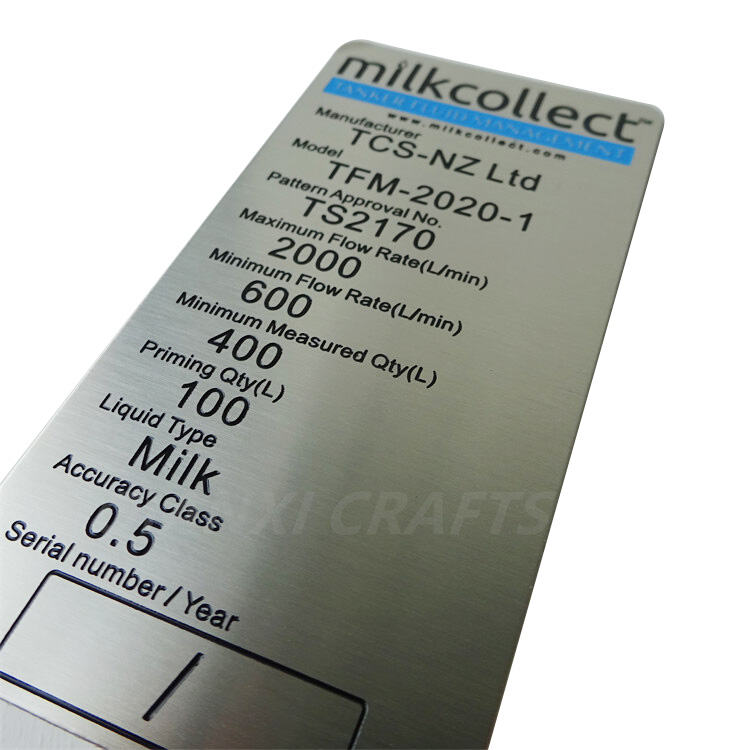 milkcollect™
TANKER FLUID MANAGEMENT
www.milkcollect.com
Manufacturer
TCS-NZ Ltd
Model
TFM-2020-1
Pattern Approval No.
TS2170
Maximum Flow Rate(L/min)
2000
Minimum Flow Rate(L/min)
600
Minimum Measured Qty(L)
400
Priming Qty(L)
100
Liquid Type
Milk
Accuracy Class
0.5
Serial number / Year
/
CRAFTS